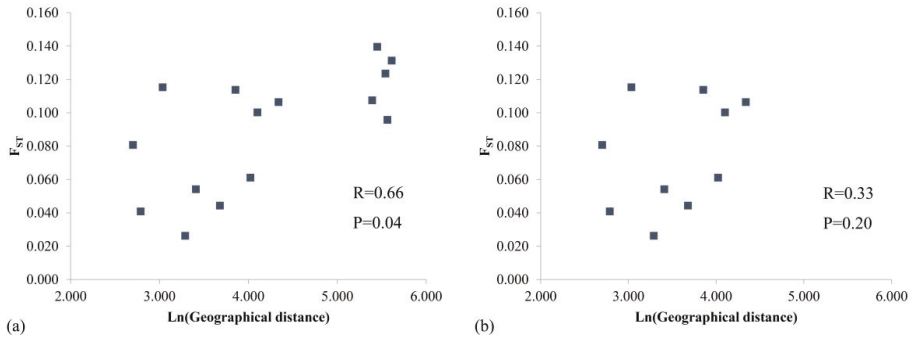 0.160
0.140
0.120
0.100
0.080
0.060
0.040
0.020
0.000
FST
R=0.66
P=0.04
2.000 3.000 4.000 5.000 6.000
Ln(Geographical distance)
(a)
0.160
0.140
0.120
0.100
0.080
0.060
0.040
0.020
0.000
FST
R=0.33
P=0.20
2.000 3.000 4.000 5.000 6.000
Ln(Geographical distance)
(b)